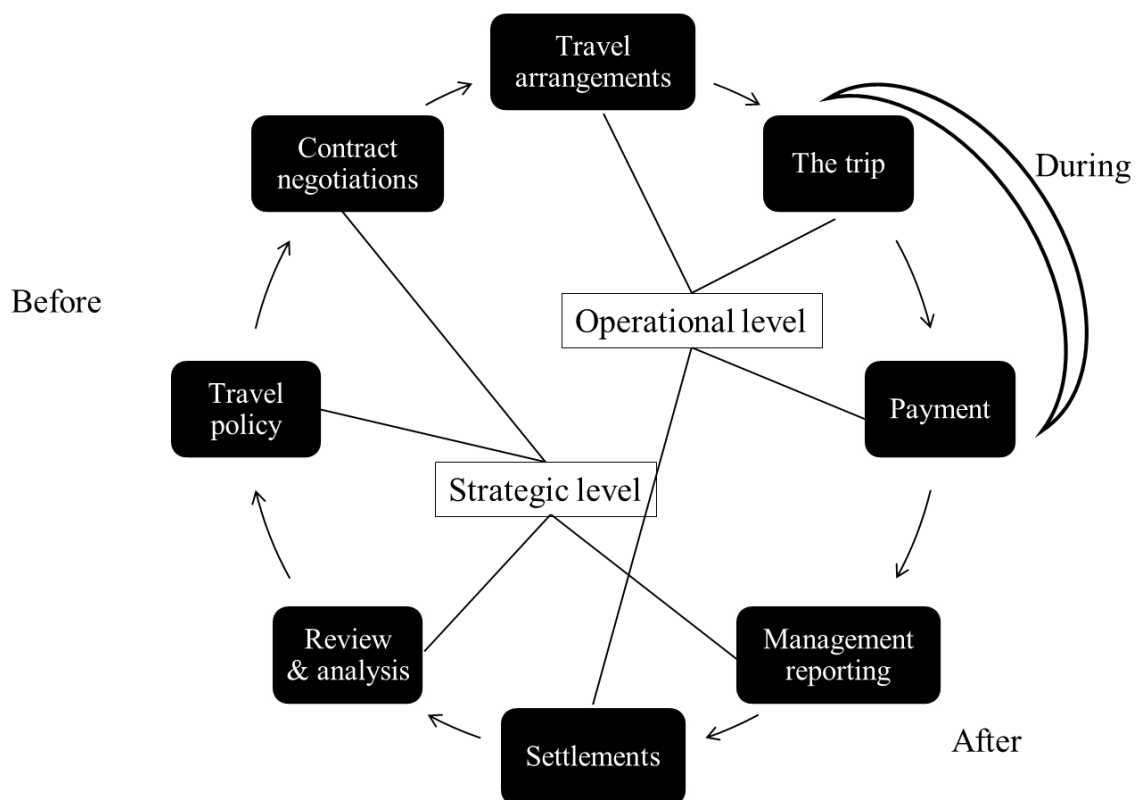 Travel
arrangements
Contract
negotiations
The trip
During
Before
Operational level
Travel
policy
Payment
Strategic level
Review
& analysis
Management
reporting
Settlements
After